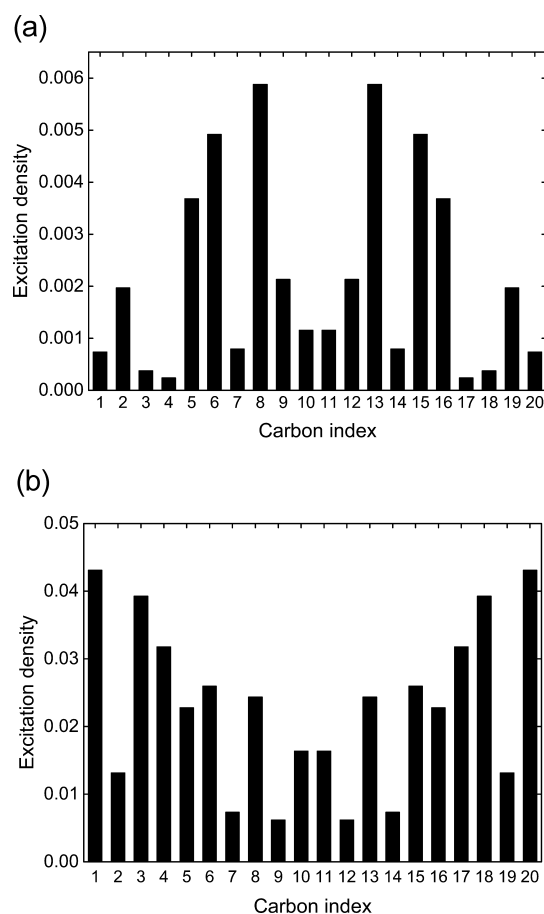 (a)
0.006
0.005
0.004
0.003
0.002
0.001
0.000
Excitation density
1 2 3 4 5 6 7 8 9 10 11 12 13 14 15 16 17 18 19 20
Carbon index
(b)
0.05
0.04
0.03
0.02
0.01
0.00
Excitation density
1 2 3 4 5 6 7 8 9 10 11 12 13 14 15 16 17 18 19 20
Carbon index